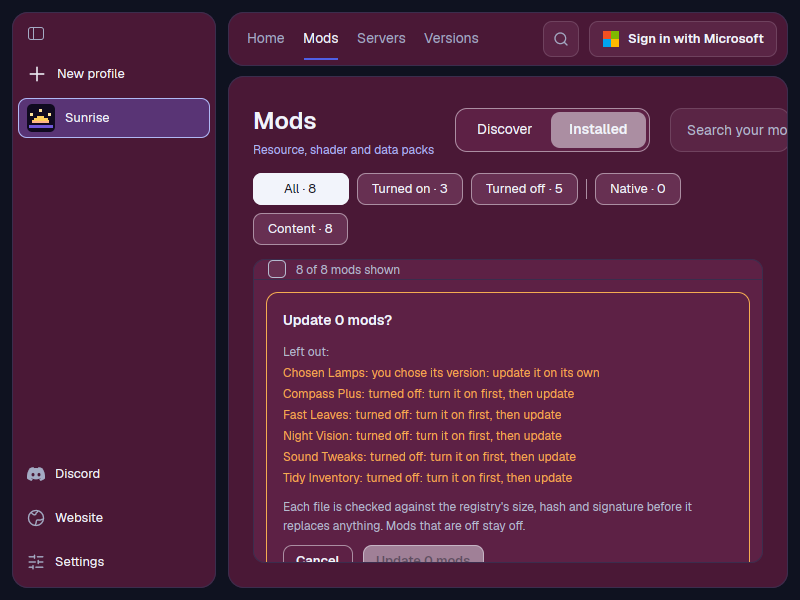 New profile
Sunrise
Discord
Website
Settings
Home Mods Servers Versions
Sign in with Microsoft
Mods
Resource, shader and data packs
Discover Installed
Search your mo
All · 8 Turned on · 3 Turned off · 5 Native · 0
Content · 8
8 of 8 mods shown
Update 0 mods?
Left out:
Chosen Lamps: you chose its version: update it on its own
Compass Plus: turned off: turn it on first, then update
Fast Leaves: turned off: turn it on first, then update
Night Vision: turned off: turn it on first, then update
Sound Tweaks: turned off: turn it on first, then update
Tidy Inventory: turned off: turn it on first, then update
Each file is checked against the registry's size, hash and signature before it
replaces anything. Mods that are off stay off.
Cancel Update 0 mods